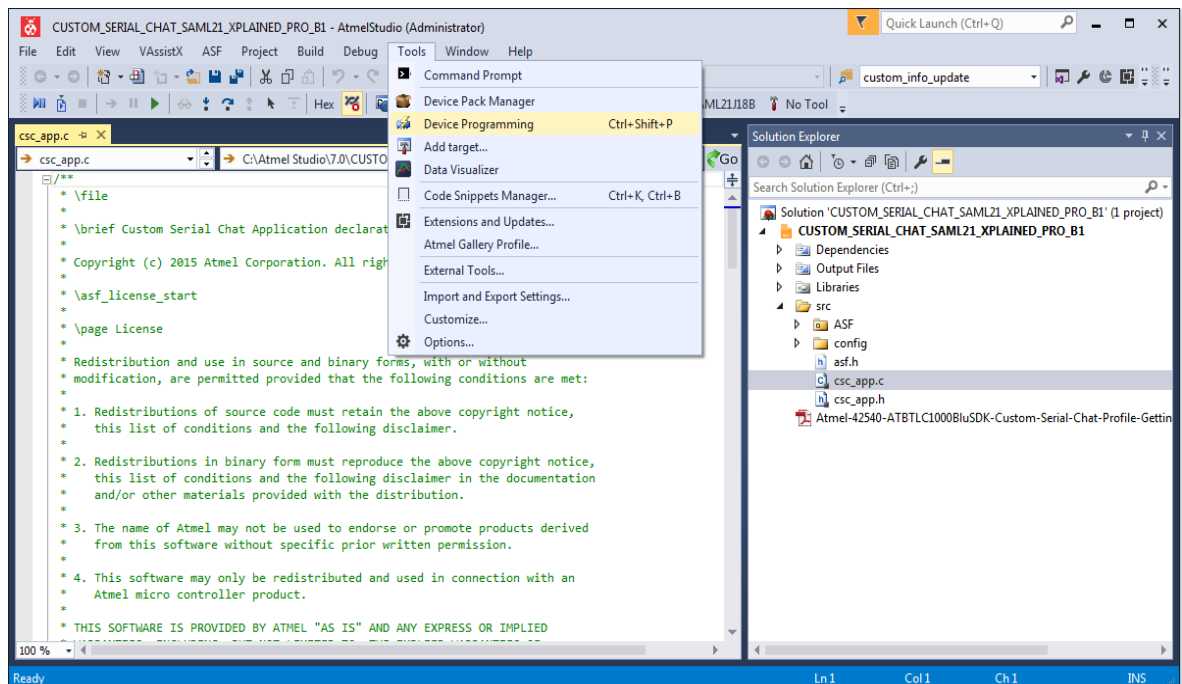 CUSTOM_SERIAL_CHAT_SAML21_XPLAINED_PRO_B1 - AtmelStudio (Administrator)
Quick Launch (Ctrl+Q)
File Edit View VAssistX ASF Project Build Debug Tools Window Help
custom_info_update
Hex
ML21J18B No Tool
Command Prompt
Device Pack Manager
Device Programming Ctrl+Shift+P
Add target...
Data Visualizer
Code Snippets Manager... Ctrl+K, Ctrl+B
Extensions and Updates...
Atmel Gallery Profile...
External Tools...
Import and Export Settings...
Customize...
Options...
csc_app.c
csc_app.c C:\Atmel Studio\7.0\CUSTO Go
/**
* \file
*
* \brief Custom Serial Chat Application declarat
*
* Copyright (c) 2015 Atmel Corporation. All righ
*
* \asf_license_start
*
* \page License
*
* Redistribution and use in source and binary forms, with or without
* modification, are permitted provided that the following conditions are met:
*
* 1. Redistributions of source code must retain the above copyright notice,
*    this list of conditions and the following disclaimer.
*
* 2. Redistributions in binary form must reproduce the above copyright notice,
*    this list of conditions and the following disclaimer in the documentation
*    and/or other materials provided with the distribution.
*
* 3. The name of Atmel may not be used to endorse or promote products derived
*    from this software without specific prior written permission.
*
* 4. This software may only be redistributed and used in connection with an
*    Atmel micro controller product.
*
* THIS SOFTWARE IS PROVIDED BY ATMEL "AS IS" AND ANY EXPRESS OR IMPLIED
100 %
Solution Explorer
Search Solution Explorer (Ctrl+;)
Solution 'CUSTOM_SERIAL_CHAT_SAML21_XPLAINED_PRO_B1' (1 project)
CUSTOM_SERIAL_CHAT_SAML21_XPLAINED_PRO_B1
Dependencies
Output Files
Libraries
src
ASF
config
asf.h
csc_app.c
csc_app.h
Atmel-42540-ATBTLC1000BluSDK-Custom-Serial-Chat-Profile-Gettin
Ready Ln 1 Col 1 Ch 1 INS